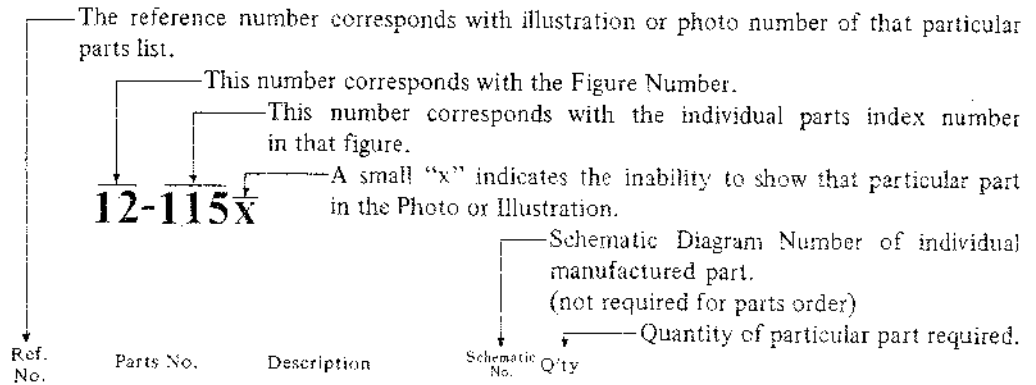 The reference number corresponds with illustration or photo number of that particular
parts list.
This number corresponds with the Figure Number.
This number corresponds with the individual parts index number
in that figure.
A small “x” indicates the inability to show that particular part
in the Photo or Illustration.
12-115x
Schematic Diagram Number of individual
manufactured part.
(not required for parts order)
Quantity of particular part required.
Ref. No. Parts No. Description Schematic No. Q'ty